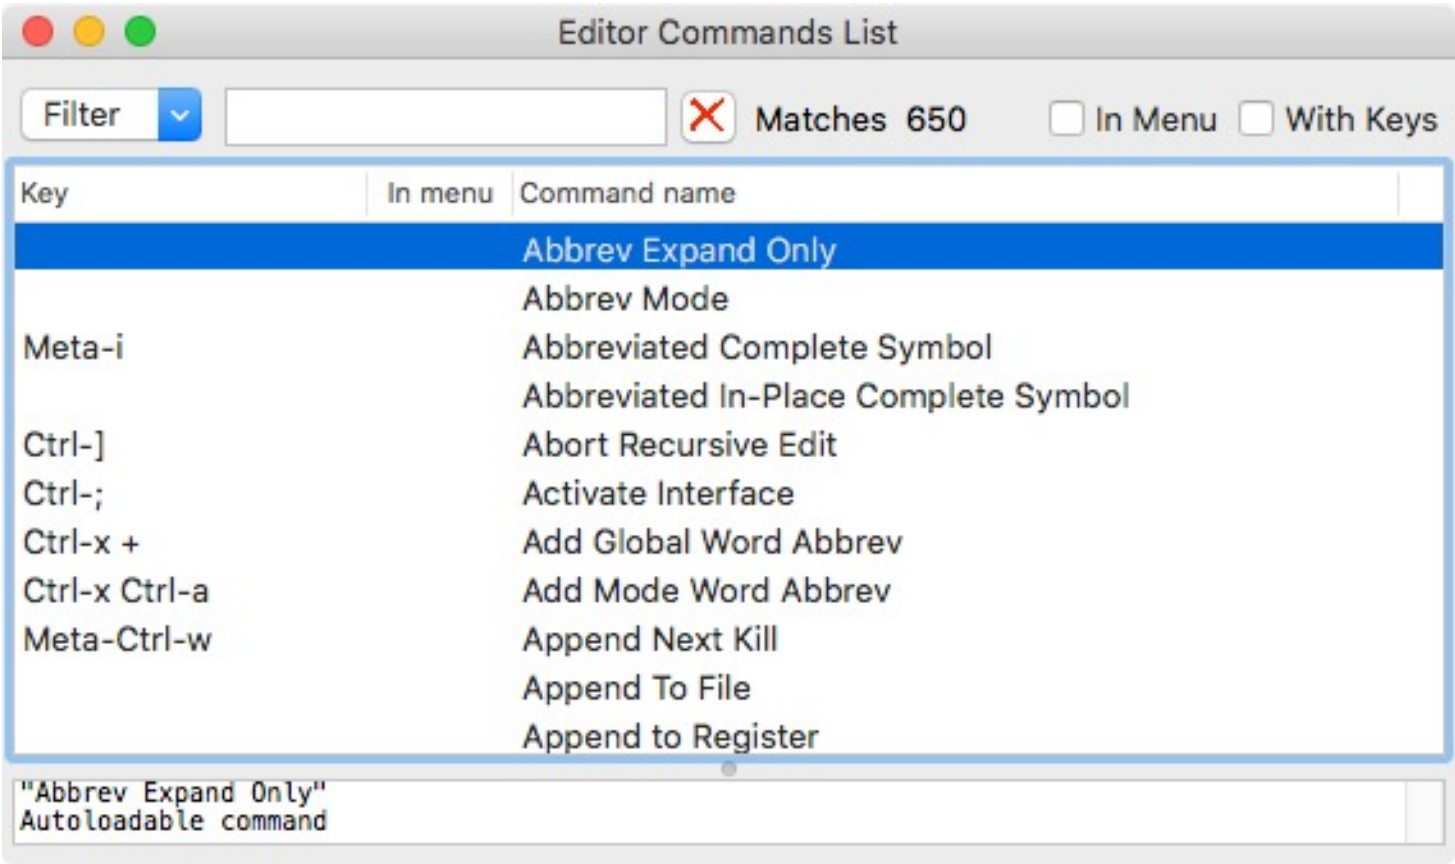 Editor Commands List
Filter Matches 650 In Menu With Keys
Key In menu Command name
Abbrev Expand Only
Abbrev Mode
Meta-i Abbreviated Complete Symbol
Abbreviated In-Place Complete Symbol
Ctrl-] Abort Recursive Edit
Ctrl-; Activate Interface
Ctrl-x + Add Global Word Abbrev
Ctrl-x Ctrl-a Add Mode Word Abbrev
Meta-Ctrl-w Append Next Kill
Append To File
Append to Register
"Abbrev Expand Only"
Autoloadable command